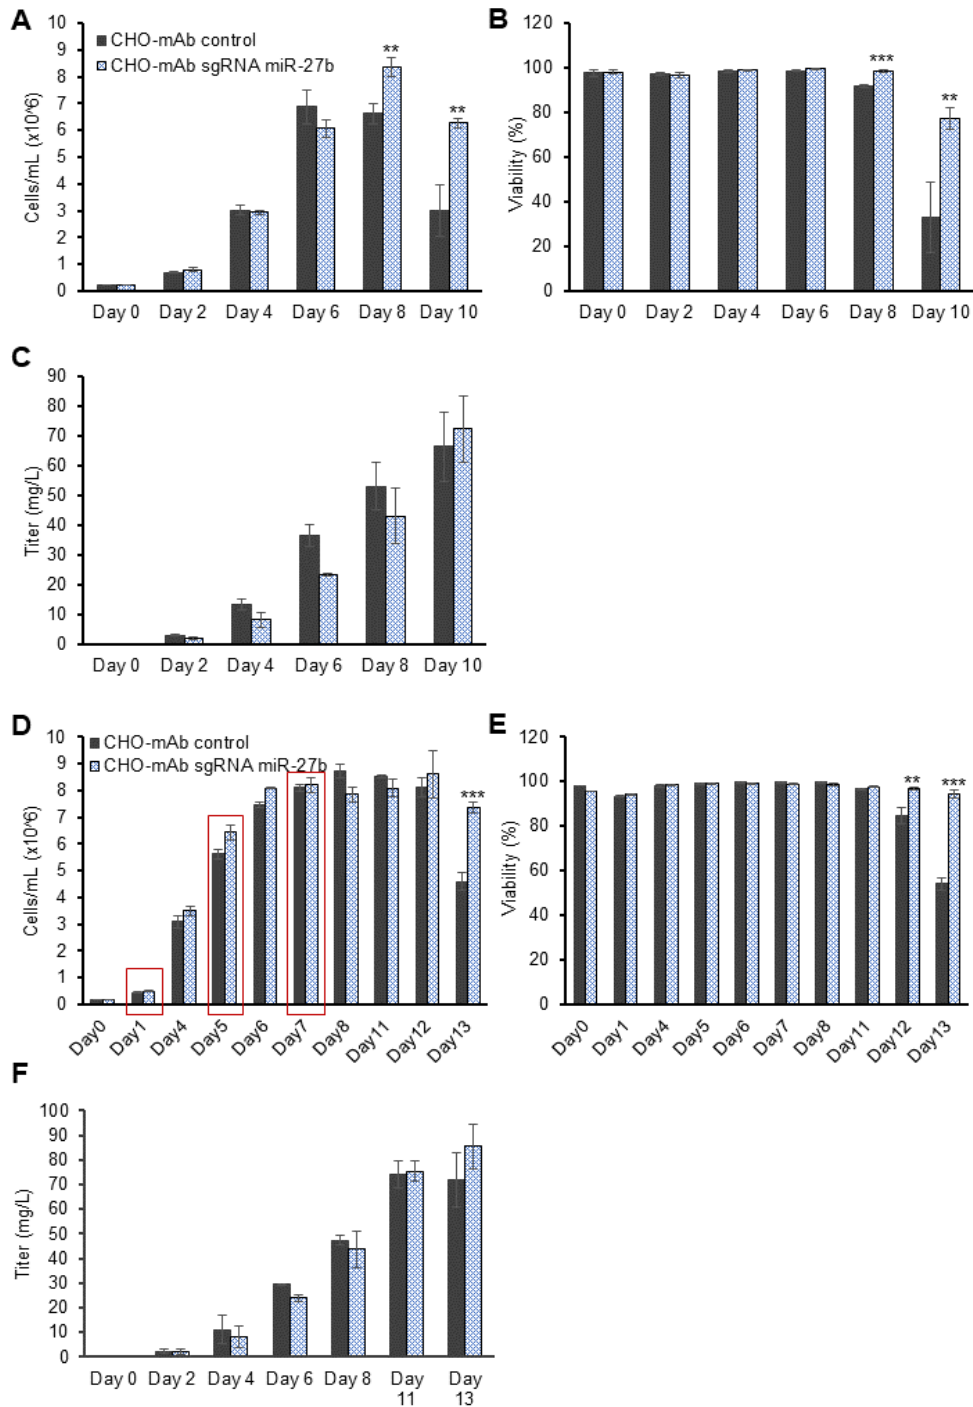 A
CHO-mAb control
CHO-mAb sgRNA miR-27b
Cells/mL (x10^6)
10
9
8
7
6
5
4
3
2
1
0
**
**
Day 0 Day 2 Day 4 Day 6 Day 8 Day 10
B
Viability (%)
120
100
80
60
40
20
0
***
**
Day 0 Day 2 Day 4 Day 6 Day 8 Day 10
C
Titer (mg/L)
90
80
70
60
50
40
30
20
10
0
Day 0 Day 2 Day 4 Day 6 Day 8 Day 10
D
CHO-mAb control
CHO-mAb sgRNA miR-27b
Cells/mL (x10^6)
10
9
8
7
6
5
4
3
2
1
0
***
Day0 Day1 Day4 Day5 Day6 Day7 Day8 Day11 Day12 Day13
E
Viability (%)
120
100
80
60
40
20
0
**
***
Day0 Day1 Day4 Day5 Day6 Day7 Day8 Day11 Day12 Day13
F
Titer (mg/L)
100
90
80
70
60
50
40
30
20
10
0
Day 0 Day 2 Day 4 Day 6 Day 8 Day Day
11 13